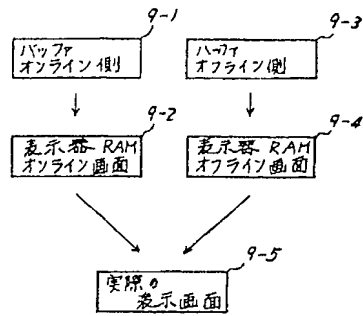 9-1
バッファ
オンライン側
9-3
バッファ
オフライン側
9-2
表示器 RAM
オンライン画面
9-4
表示器 RAM
オフライン画面
9-5
実際の
表示画面